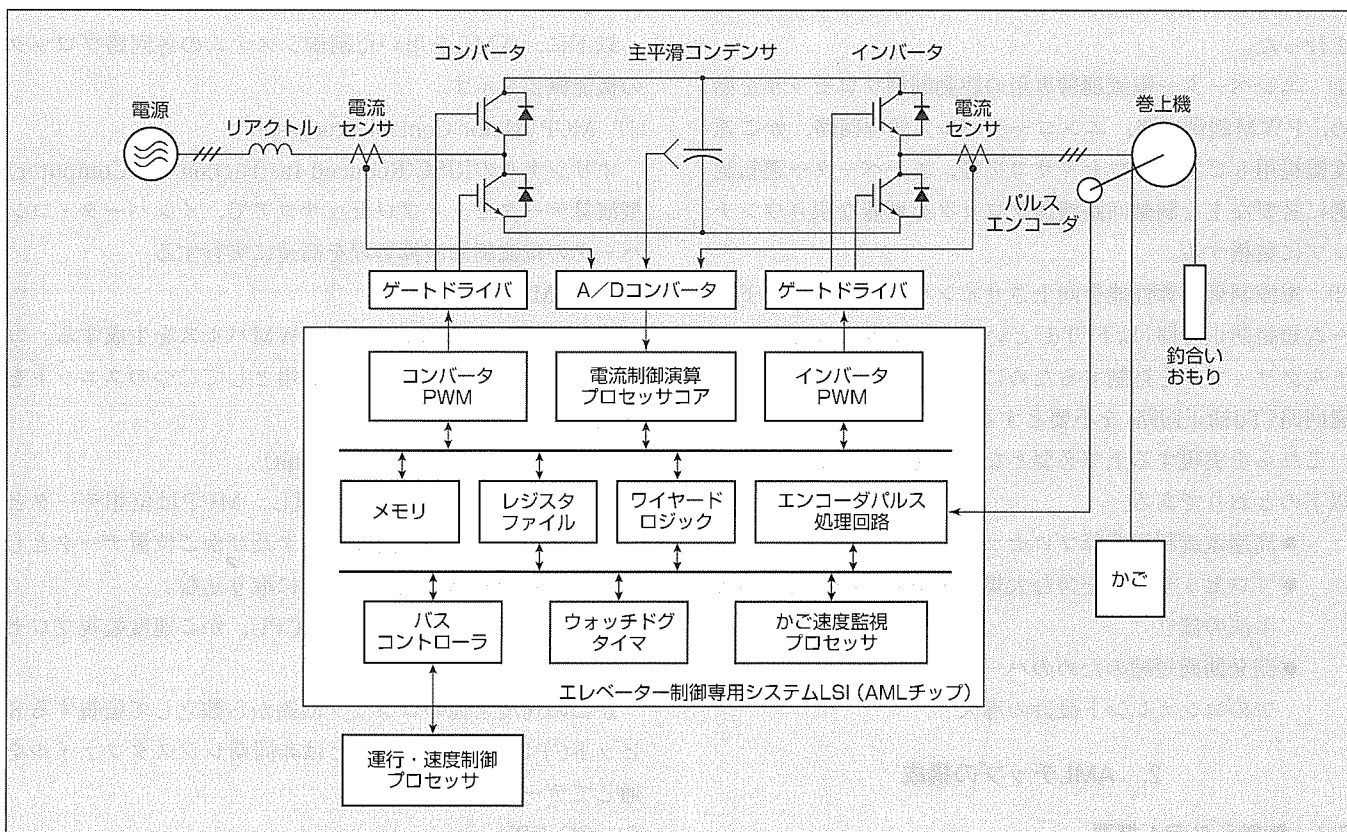 コンバータ
主平滑コンデンサ
インバータ
電源
リアクトル
電流
センサ
電流
センサ
巻上機
パルス
エンコーダ
釣合い
おもり
ゲートドライバ
A/Dコンバータ
ゲートドライバ
コンバータ
PWM
電流制御演算
プロセッサコア
インバータ
PWM
メモリ
レジスタ
ファイル
ワイヤード
ロジック
エンコーダパルス
処理回路
かご
バス
コントローラ
ウォッチドグ
タイマ
かご速度監視
プロセッサ
エレベーター制御専用システムLSI(AMLチップ)
運行・速度制御
プロセッサ